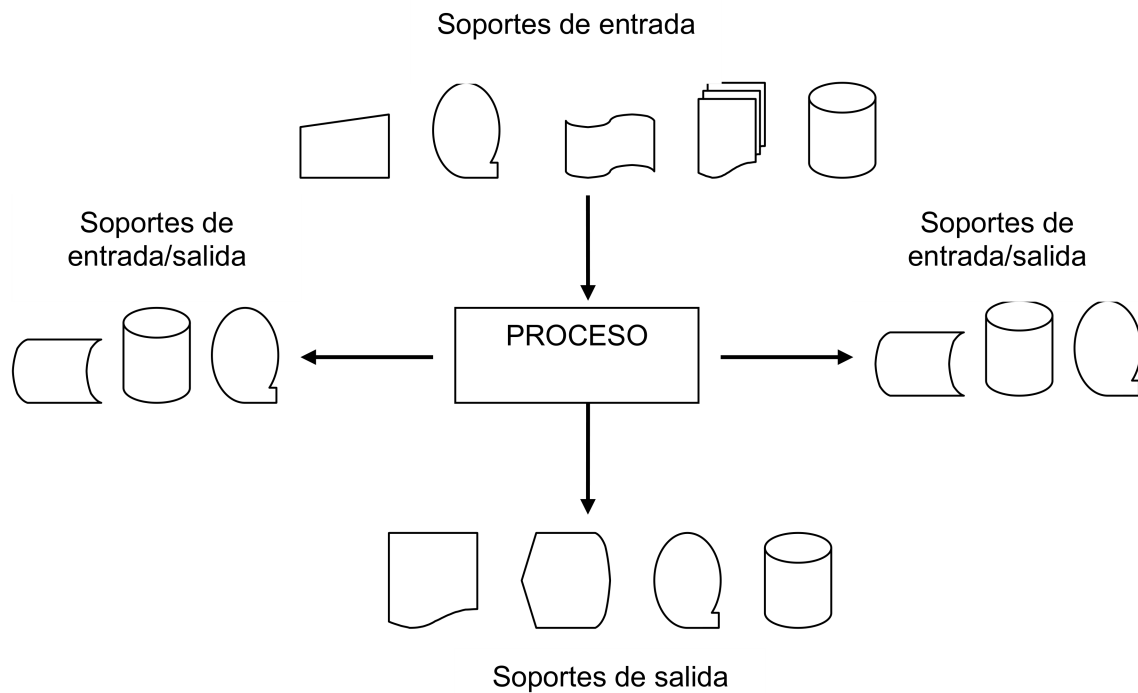 Soportes de entrada
Soportes de
entrada/salida
Soportes de
entrada/salida
PROCESO
Soportes de salida